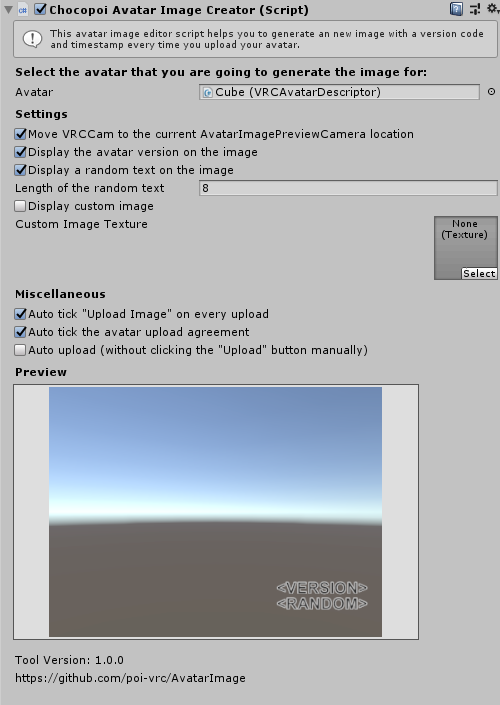 Chocopoi Avatar Image Creator (Script)
This avatar image editor script helps you to generate an new image with a version code
and timestamp every time you upload your avatar.
Select the avatar that you are going to generate the image for:
Avatar
Cube (VRCAvatarDescriptor)
Settings
Move VRCCam to the current AvatarImagePreviewCamera location
Display the avatar version on the image
Display a random text on the image
Length of the random text
8
Display custom image
Custom Image Texture
None
(Texture)
Select
Miscellaneous
Auto tick "Upload Image" on every upload
Auto tick the avatar upload agreement
Auto upload (without clicking the "Upload" button manually)
Preview
<VERSION>
<RANDOM>
Tool Version: 1.0.0
https://github.com/poi-vrc/AvatarImage